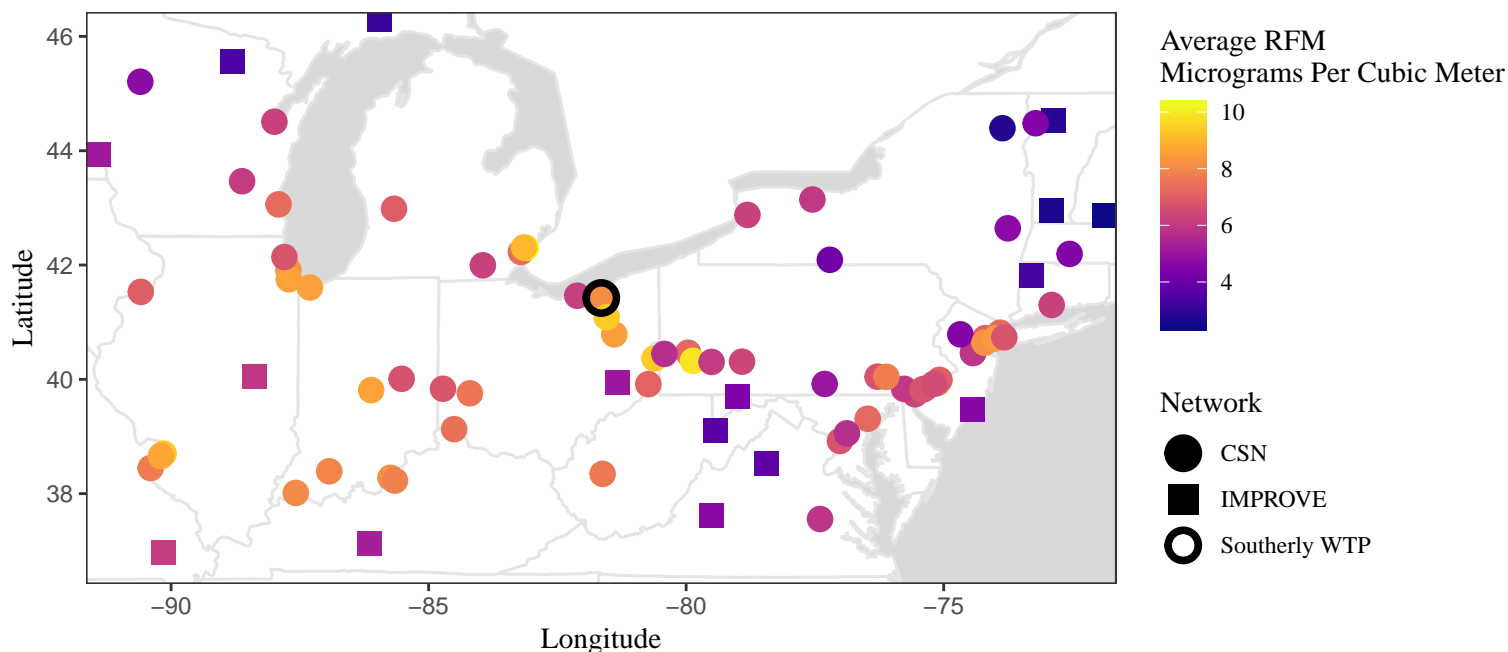 46
44
42
40
38
−90
−85
−80
−75
Latitude
Longitude
Average RFM
Micrograms Per Cubic Meter
10
8
6
4
Network
CSN
IMPROVE
Southerly WTP